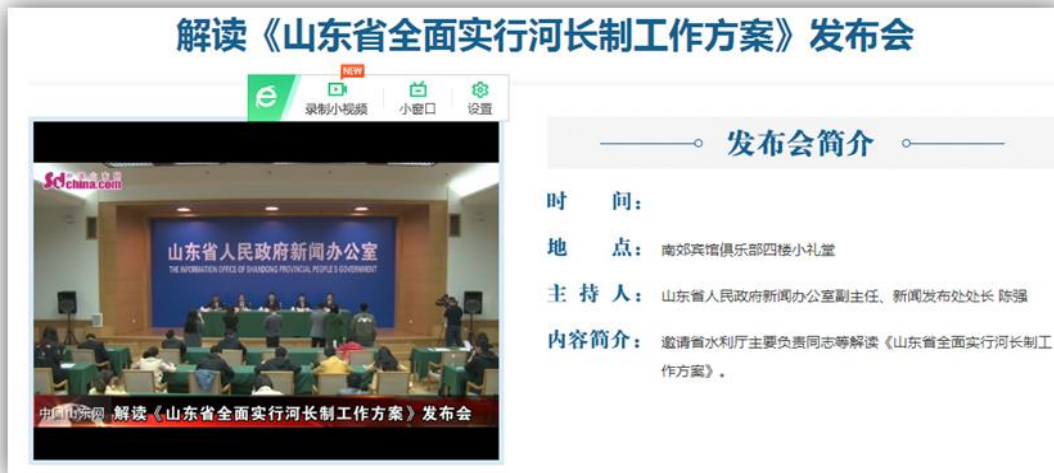 解读《山东省全面实行河长制工作方案》发布会
NEW
录制小视频
小窗口
设置
Sdchina.com
山东省人民政府新闻办公室
THE INFORMATION OFFICE OF SHANDONG PROVINCIAL PEOPLE'S GOVERNMENT
中国山东网 解读《山东省全面实行河长制工作方案》发布会
发布会简介
时 间：
地 点： 南郊宾馆俱乐部四楼小礼堂
主 持 人： 山东省人民政府新闻办公室副主任、新闻发布处处长 陈强
内容简介： 邀请省水利厅主要负责同志等解读《山东省全面实行河长制工
作方案》。